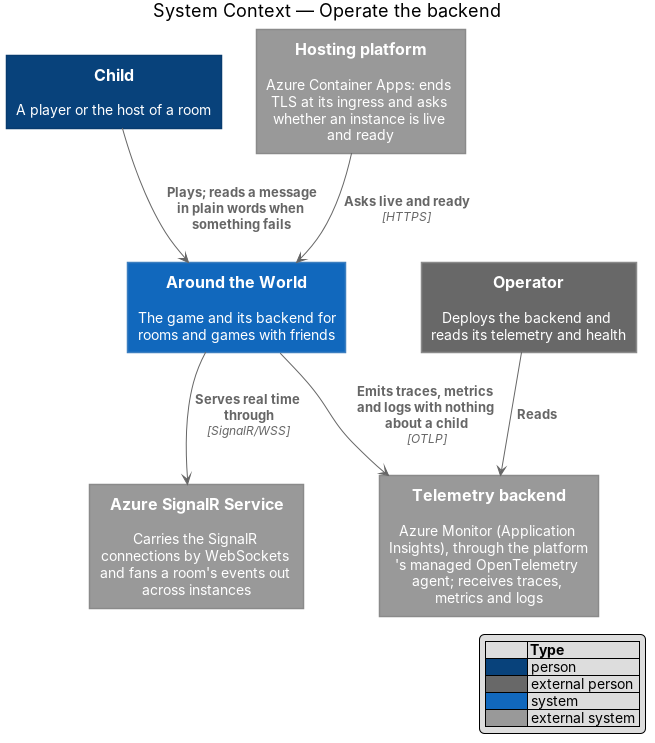 System Context — Operate the backend
Child
A player or the host of a room
Hosting platform
Azure Container Apps: ends
TLS at its ingress and asks
whether an instance is live
and ready
Plays; reads a message
in plain words when
something fails
Asks live and ready
[HTTPS]
Around the World
The game and its backend for
rooms and games with friends
Operator
Deploys the backend and
reads its telemetry and health
Serves real time
through
[SignalR/WSS]
Emits traces, metrics
and logs with nothing
about a child
[OTLP]
Reads
Azure SignalR Service
Carries the SignalR
connections by WebSockets
and fans a room's events out
across instances
Telemetry backend
Azure Monitor (Application
Insights), through the platform
's managed OpenTelemetry
agent; receives traces,
metrics and logs
Type
person
external person
system
external system